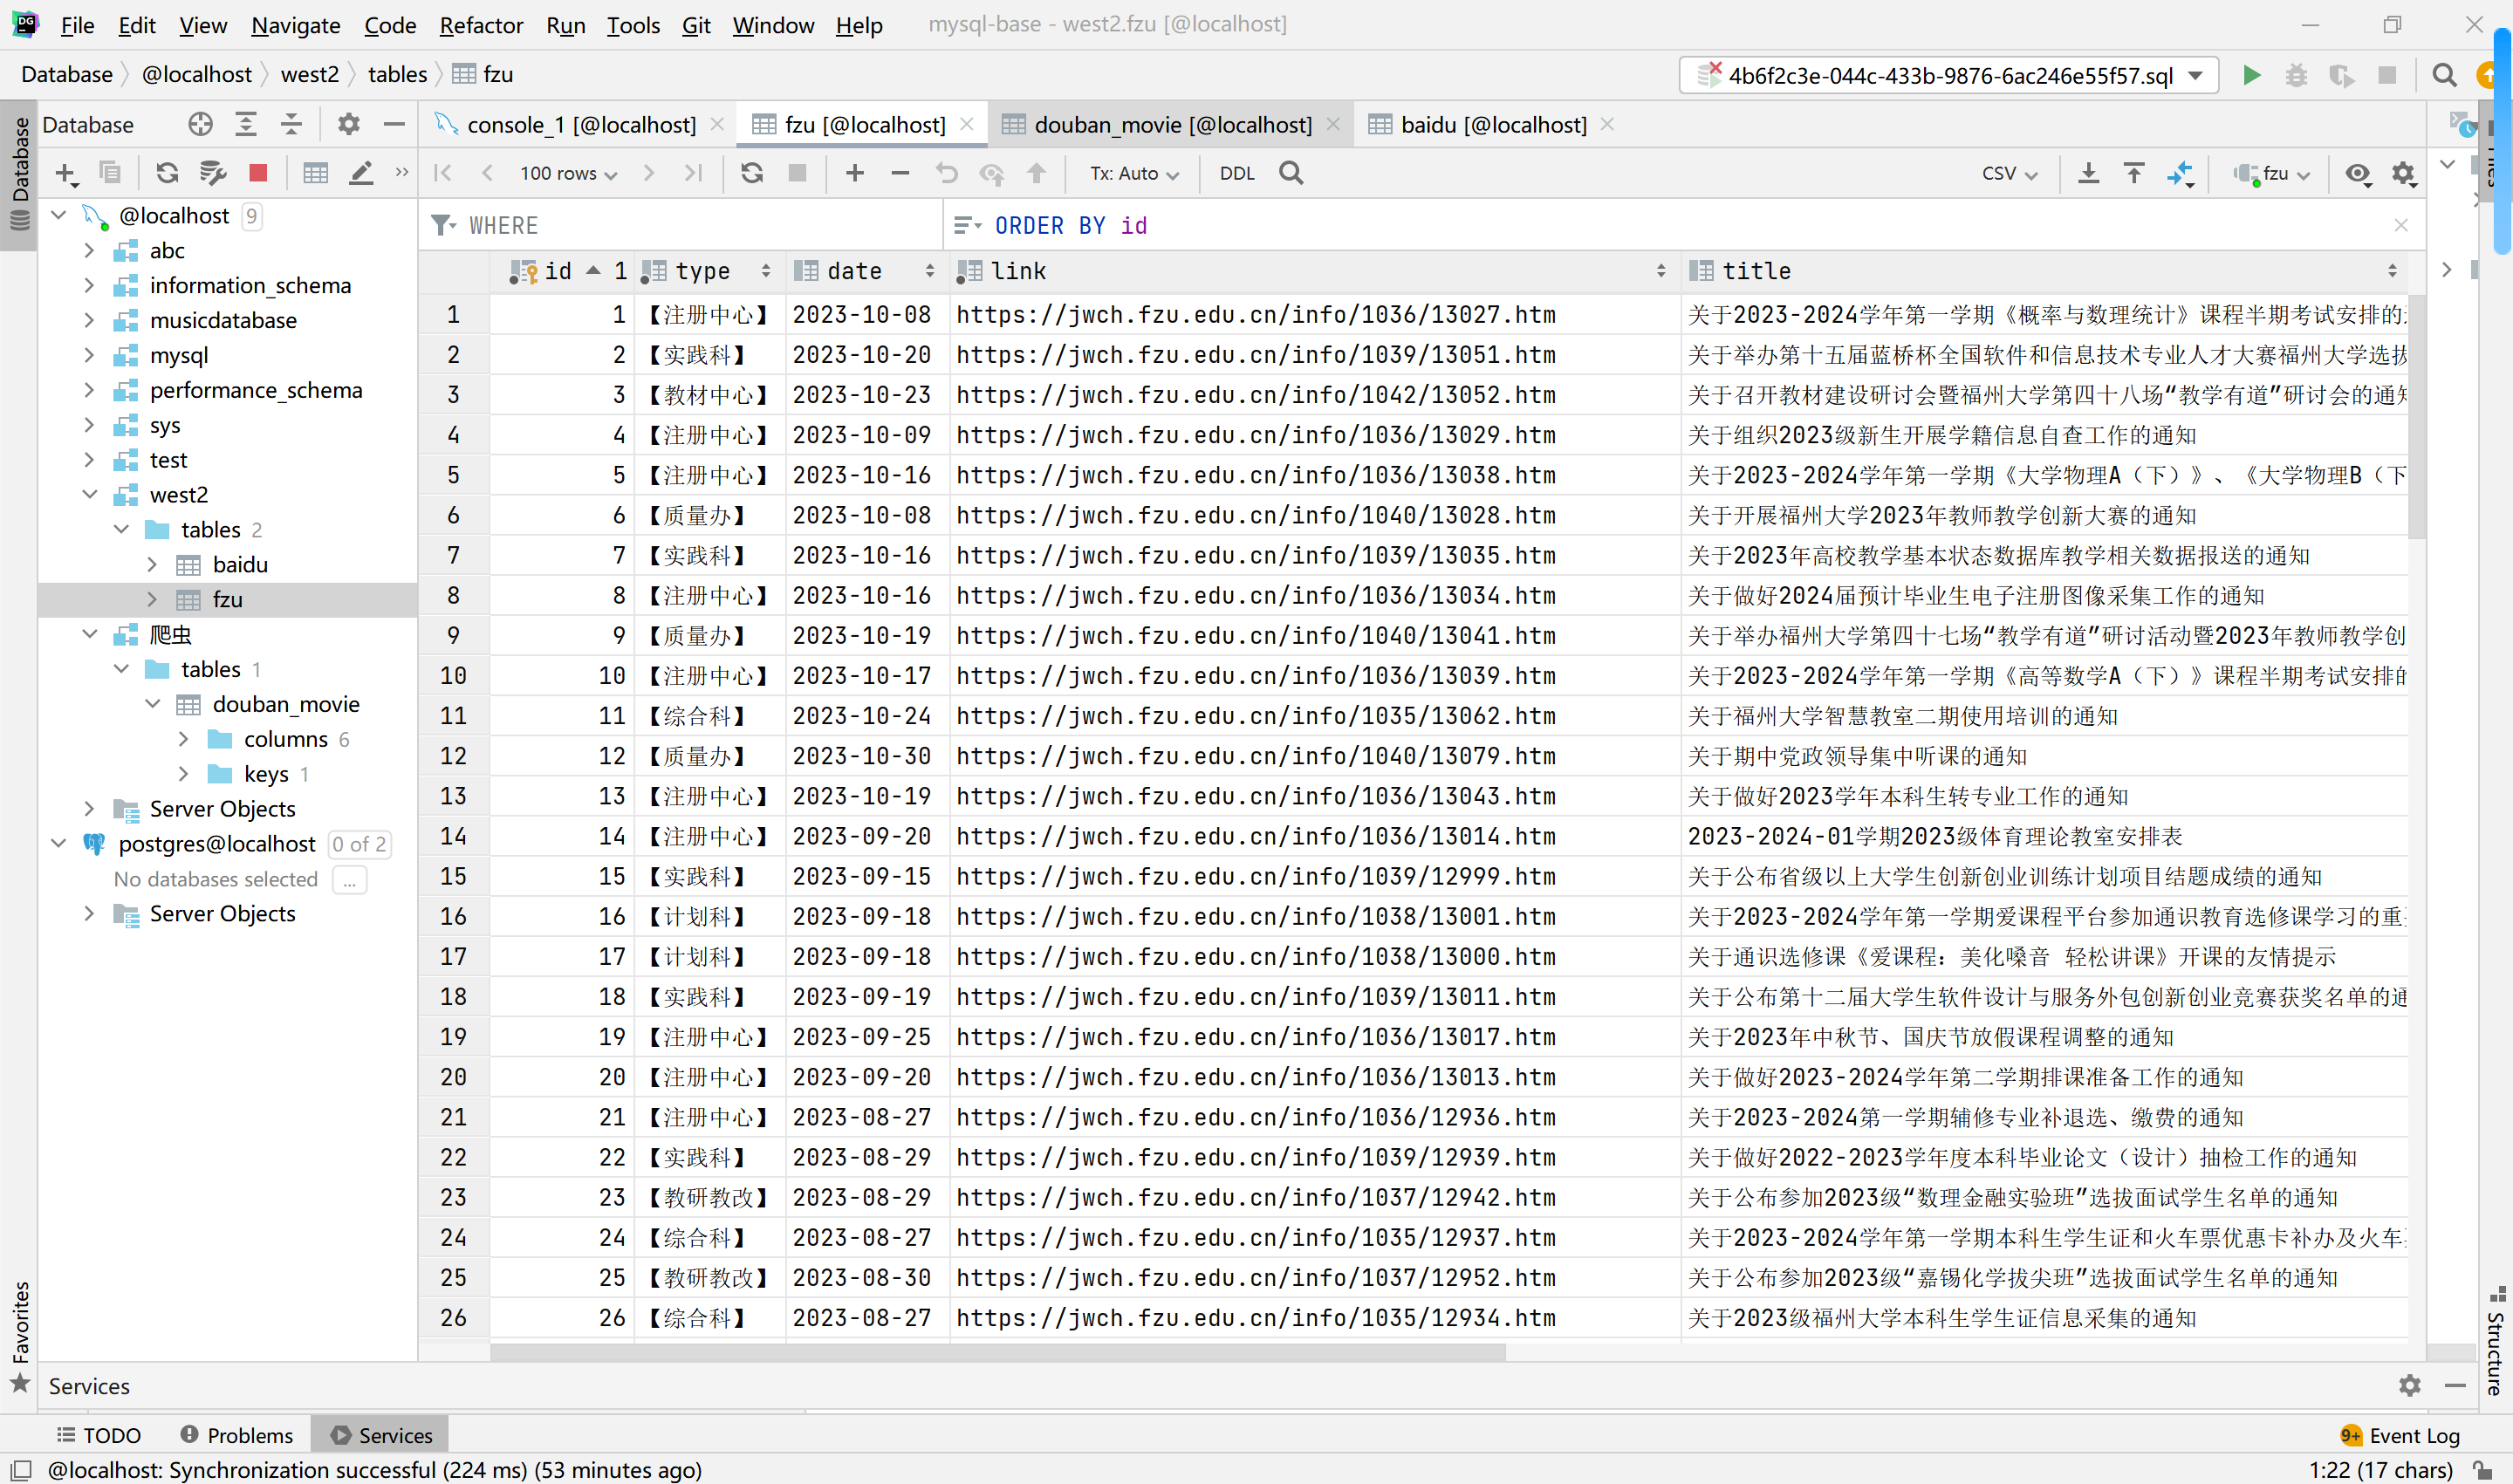 File Edit View Navigate Code Refactor Run Tools Git Window Help mysql-base - west2.fzu [@localhost]
Database @localhost west2 tables fzu 4b6f2c3e-044c-433b-9876-6ac246e55f57.sql
Database
console_1 [@localhost] fzu [@localhost] douban_movie [@localhost] baidu [@localhost]
100 rows Tx: Auto DDL CSV fzu
WHERE ORDER BY id
Database
@localhost 9
abc
information_schema
musicdatabase
mysql
performance_schema
sys
test
west2
tables 2
baidu
fzu
爬虫
tables 1
douban_movie
columns 6
keys 1
Server Objects
postgres@localhost 0 of 2
No databases selected ...
Server Objects
id 1 type date link title
1 1 【注册中心】 2023-10-08 https://jwch.fzu.edu.cn/info/1036/13027.htm 关于2023-2024学年第一学期《概率与数理统计》课程半期考试安排的
2 2 【实践科】 2023-10-20 https://jwch.fzu.edu.cn/info/1039/13051.htm 关于举办第十五届蓝桥杯全国软件和信息技术专业人才大赛福州大学选拔
3 3 【教材中心】 2023-10-23 https://jwch.fzu.edu.cn/info/1042/13052.htm 关于召开教材建设研讨会暨福州大学第四十八场“教学有道”研讨会的通知
4 4 【注册中心】 2023-10-09 https://jwch.fzu.edu.cn/info/1036/13029.htm 关于组织2023级新生开展学籍信息自查工作的通知
5 5 【注册中心】 2023-10-16 https://jwch.fzu.edu.cn/info/1036/13038.htm 关于2023-2024学年第一学期《大学物理A（下）》、《大学物理B（下
6 6 【质量办】 2023-10-08 https://jwch.fzu.edu.cn/info/1040/13028.htm 关于开展福州大学2023年教师教学创新大赛的通知
7 7 【实践科】 2023-10-16 https://jwch.fzu.edu.cn/info/1039/13035.htm 关于2023年高校教学基本状态数据库教学相关数据报送的通知
8 8 【注册中心】 2023-10-16 https://jwch.fzu.edu.cn/info/1036/13034.htm 关于做好2024届预计毕业生电子注册图像采集工作的通知
9 9 【质量办】 2023-10-19 https://jwch.fzu.edu.cn/info/1040/13041.htm 关于举办福州大学第四十七场“教学有道”研讨活动暨2023年教师教学创
10 10 【注册中心】 2023-10-17 https://jwch.fzu.edu.cn/info/1036/13039.htm 关于2023-2024学年第一学期《高等数学A（下）》课程半期考试安排的
11 11 【综合科】 2023-10-24 https://jwch.fzu.edu.cn/info/1035/13062.htm 关于福州大学智慧教室二期使用培训的通知
12 12 【质量办】 2023-10-30 https://jwch.fzu.edu.cn/info/1040/13079.htm 关于期中党政领导集中听课的通知
13 13 【注册中心】 2023-10-19 https://jwch.fzu.edu.cn/info/1036/13043.htm 关于做好2023学年本科生转专业工作的通知
14 14 【注册中心】 2023-09-20 https://jwch.fzu.edu.cn/info/1036/13014.htm 2023-2024-01学期2023级体育理论教室安排表
15 15 【实践科】 2023-09-15 https://jwch.fzu.edu.cn/info/1039/12999.htm 关于公布省级以上大学生创新创业训练计划项目结题成绩的通知
16 16 【计划科】 2023-09-18 https://jwch.fzu.edu.cn/info/1038/13001.htm 关于2023-2024学年第一学期爱课程平台参加通识教育选修课学习的重
17 17 【计划科】 2023-09-18 https://jwch.fzu.edu.cn/info/1038/13000.htm 关于通识选修课《爱课程：美化嗓音 轻松讲课》开课的友情提示
18 18 【实践科】 2023-09-19 https://jwch.fzu.edu.cn/info/1039/13011.htm 关于公布第十二届大学生软件设计与服务外包创新创业竞赛获奖名单的通
19 19 【注册中心】 2023-09-25 https://jwch.fzu.edu.cn/info/1036/13017.htm 关于2023年中秋节、国庆节放假课程调整的通知
20 20 【注册中心】 2023-09-20 https://jwch.fzu.edu.cn/info/1036/13013.htm 关于做好2023-2024学年第二学期排课准备工作的通知
21 21 【注册中心】 2023-08-27 https://jwch.fzu.edu.cn/info/1036/12936.htm 关于2023-2024第一学期辅修专业补退选、缴费的通知
22 22 【实践科】 2023-08-29 https://jwch.fzu.edu.cn/info/1039/12939.htm 关于做好2022-2023学年度本科毕业论文（设计）抽检工作的通知
23 23 【教研教改】 2023-08-29 https://jwch.fzu.edu.cn/info/1037/12942.htm 关于公布参加2023级“数理金融实验班”选拔面试学生名单的通知
24 24 【综合科】 2023-08-27 https://jwch.fzu.edu.cn/info/1035/12937.htm 关于2023-2024学年第一学期本科生学生证和火车票优惠卡补办及火车
25 25 【教研教改】 2023-08-30 https://jwch.fzu.edu.cn/info/1037/12952.htm 关于公布参加2023级“嘉锡化学拔尖班”选拔面试学生名单的通知
26 26 【综合科】 2023-08-27 https://jwch.fzu.edu.cn/info/1035/12934.htm 关于2023级福州大学本科生学生证信息采集的通知
Favorites
Structure
Services
TODO Problems Services 9+ Event Log
@localhost: Synchronization successful (224 ms) (53 minutes ago) 1:22 (17 chars)